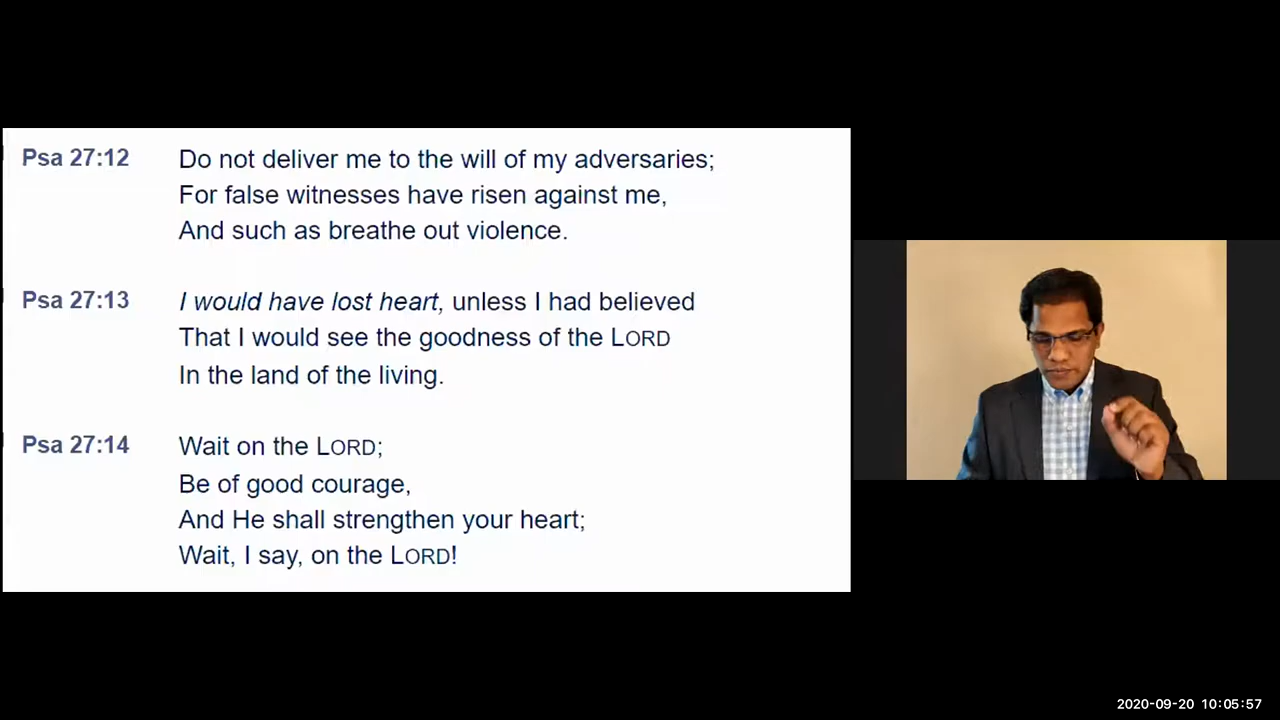 Psa 27:12 Do not deliver me to the will of my adversaries;
For false witnesses have risen against me,
And such as breathe out violence.
Psa 27:13 I would have lost heart, unless I had believed
That I would see the goodness of the LORD
In the land of the living.
Psa 27:14 Wait on the LORD;
Be of good courage,
And He shall strengthen your heart;
Wait, I say, on the LORD!
2020-09-20 10:05:57